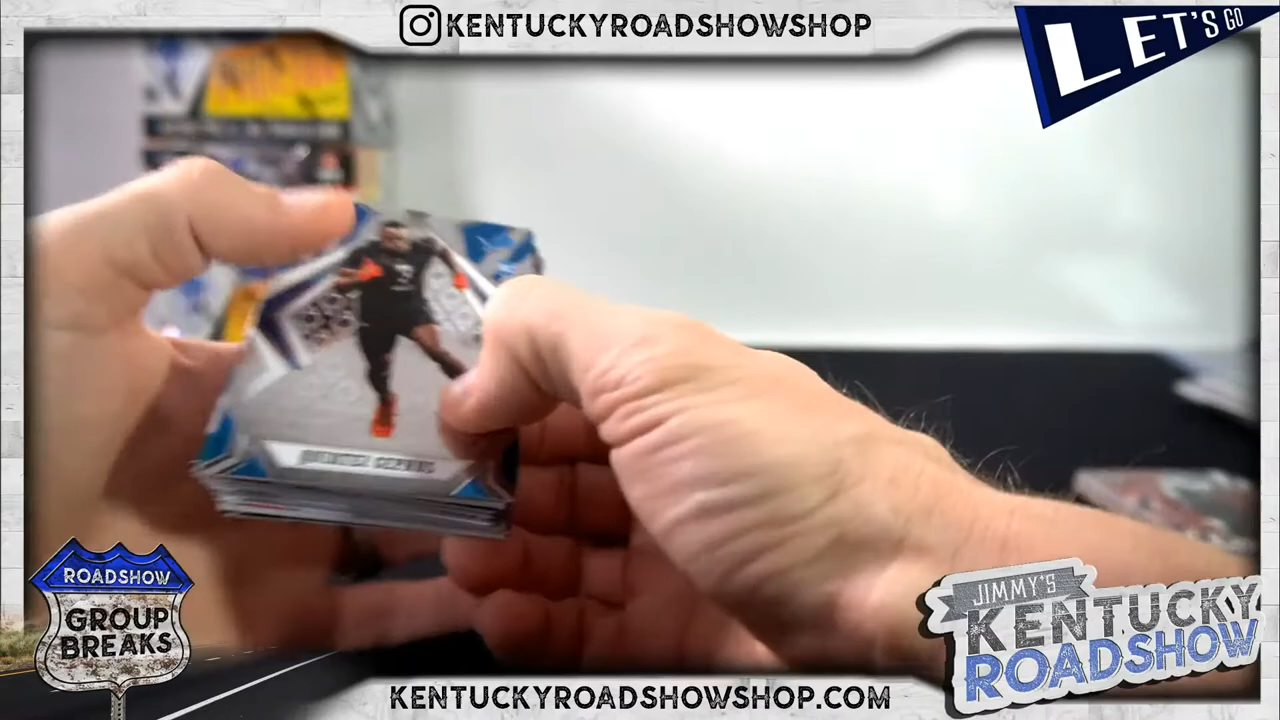 KENTUCKYROADSHOWSHOP
LET'S GO
ROADSHOW
GROUP
BREAKS
JIMMY'S
KENTUCKY
ROADSHOW
KENTUCKYROADSHOWSHOP.COM